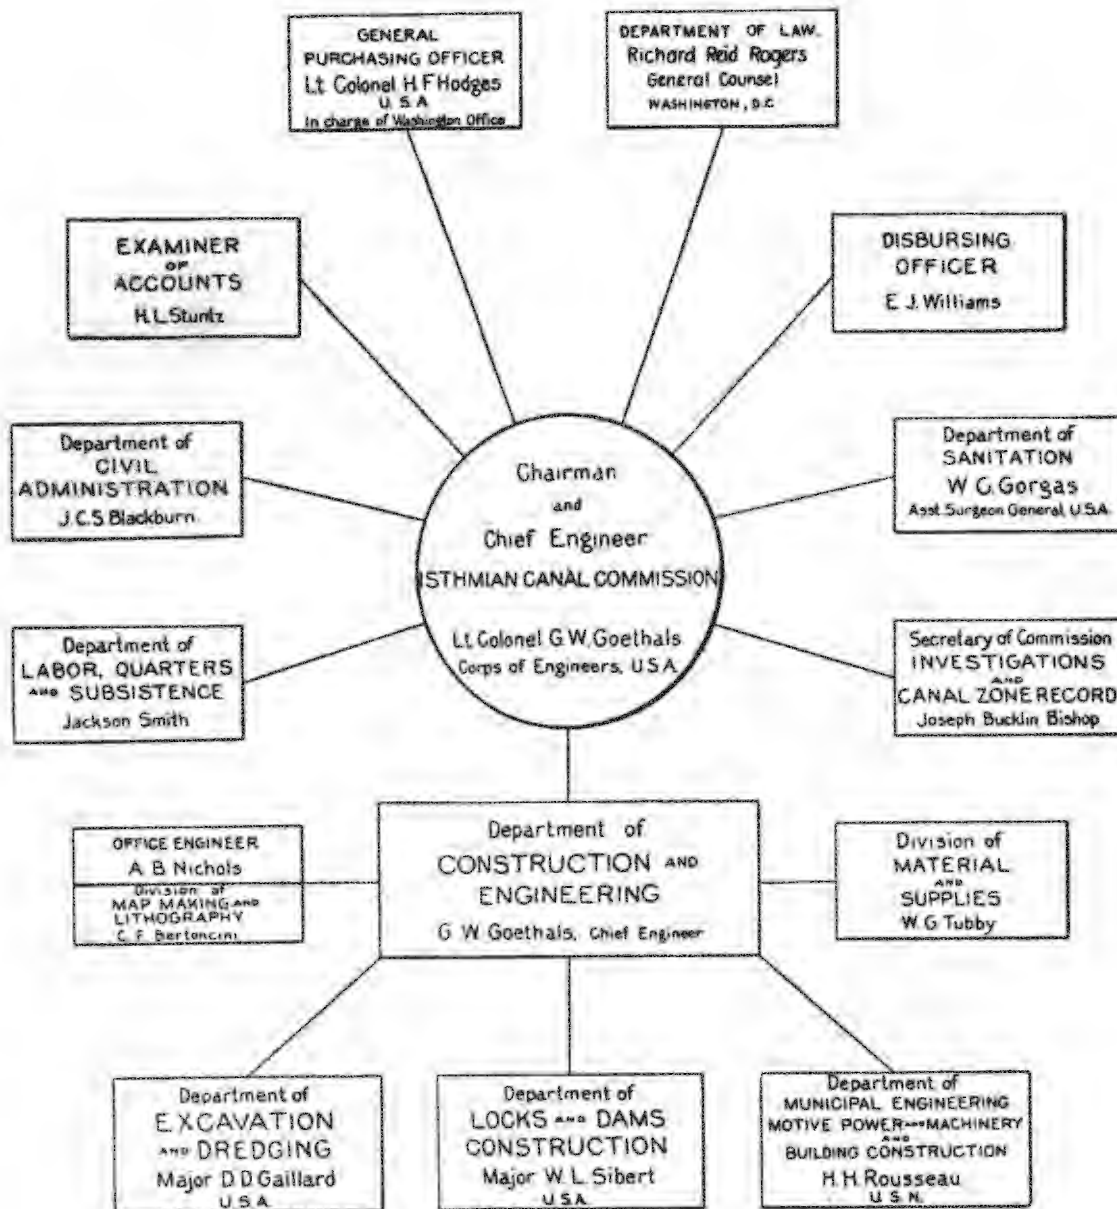 GENERAL
PURCHASING OFFICER
Lt Colonel H F Hodges
U. S. A
In charge of Washington Office
DEPARTMENT OF LAW.
Richard Reid Rogers
General Counsel
WASHINGTON, D.C
EXAMINER
OF
ACCOUNTS
H. L. Stuntz
DISBURSING
OFFICER
E J. Williams
Department of
CIVIL
ADMINISTRATION
J. C. S. Blackburn.
Chairman
and
Chief Engineer
ISTHMIAN CANAL COMMISSION
Lt. Colonel G W. Goethals
Corps of Engineers, U. S. A
Department of
SANITATION
W C. Gorgas
Asst. Surgeon General, U.S.A.
Department of
LABOR, QUARTERS
AND SUBSISTENCE
Jackson Smith
Secretary of Commission
INVESTIGATIONS
AND
CANAL ZONE RECORD
Joseph Bucklin Bishop
OFFICE ENGINEER
A. B. Nichols
Division of
MAP MAKING AND
LITHOGRAPHY
C. F. Bertoncini
Department of
CONSTRUCTION AND
ENGINEERING
G W Goethals, Chief Engineer
Division of
MATERIAL
AND
SUPPLIES
W. G Tubby
Department of
EXCAVATION
AND DREDGING
Major D. D. Gaillard
U. S. A
Department of
LOCKS AND DAMS
CONSTRUCTION
Major W. L. Sibert
U. S. A.
Department of
MUNICIPAL ENGINEERING
MOTIVE POWER AND MACHINERY
AND
BUILDING CONSTRUCTION
H. H. Rousseau
U. S. N.